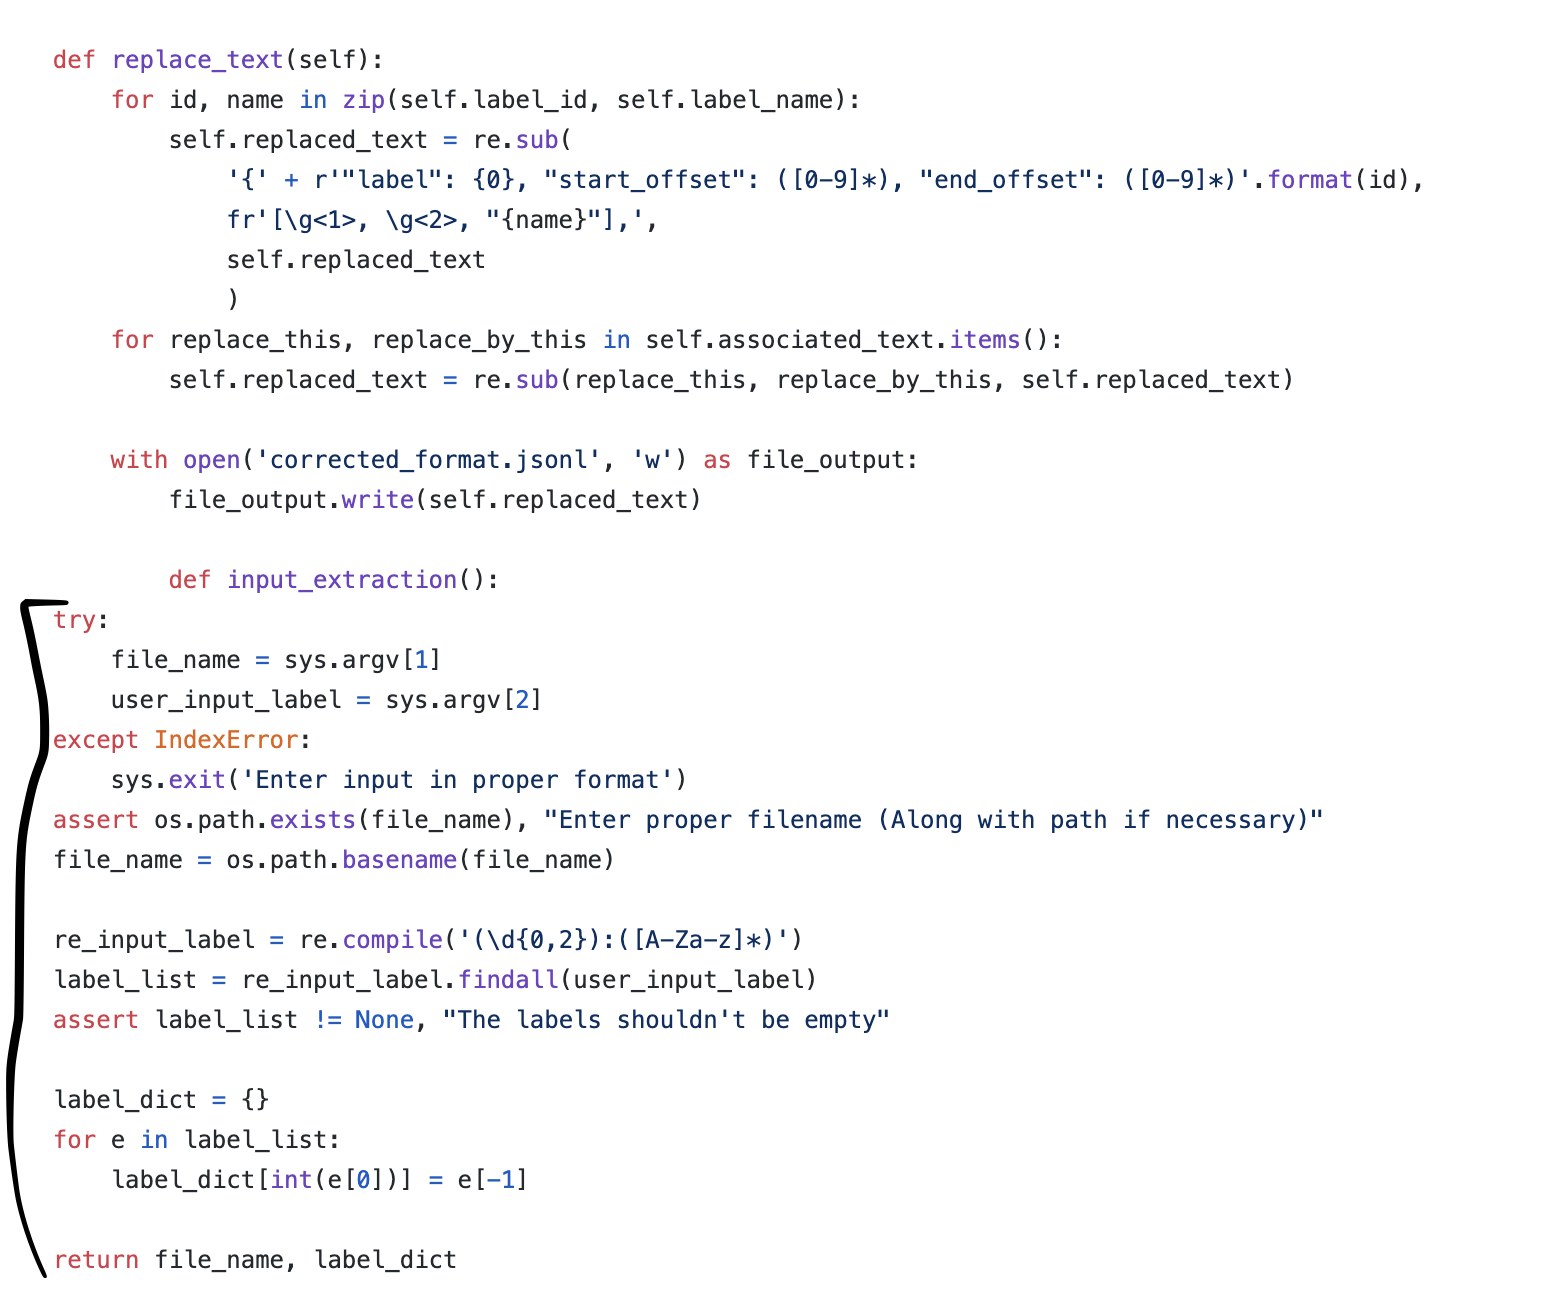 def replace_text(self):
    for id, name in zip(self.label_id, self.label_name):
        self.replaced_text = re.sub(
            '{' + r'"label": {0}, "start_offset": ([0-9]*), "end_offset": ([0-9]*)'.format(id),
            fr'[\g<1>, \g<2>, "{name}"],',
            self.replaced_text
            )
    for replace_this, replace_by_this in self.associated_text.items():
        self.replaced_text = re.sub(replace_this, replace_by_this, self.replaced_text)

    with open('corrected_format.jsonl', 'w') as file_output:
        file_output.write(self.replaced_text)

        def input_extraction():
try:
    file_name = sys.argv[1]
    user_input_label = sys.argv[2]
except IndexError:
    sys.exit('Enter input in proper format')
assert os.path.exists(file_name), "Enter proper filename (Along with path if necessary)"
file_name = os.path.basename(file_name)

re_input_label = re.compile('(\d{0,2}):([A-Za-z]*)')
label_list = re_input_label.findall(user_input_label)
assert label_list != None, "The labels shouldn't be empty"

label_dict = {}
for e in label_list:
    label_dict[int(e[0])] = e[-1]

return file_name, label_dict